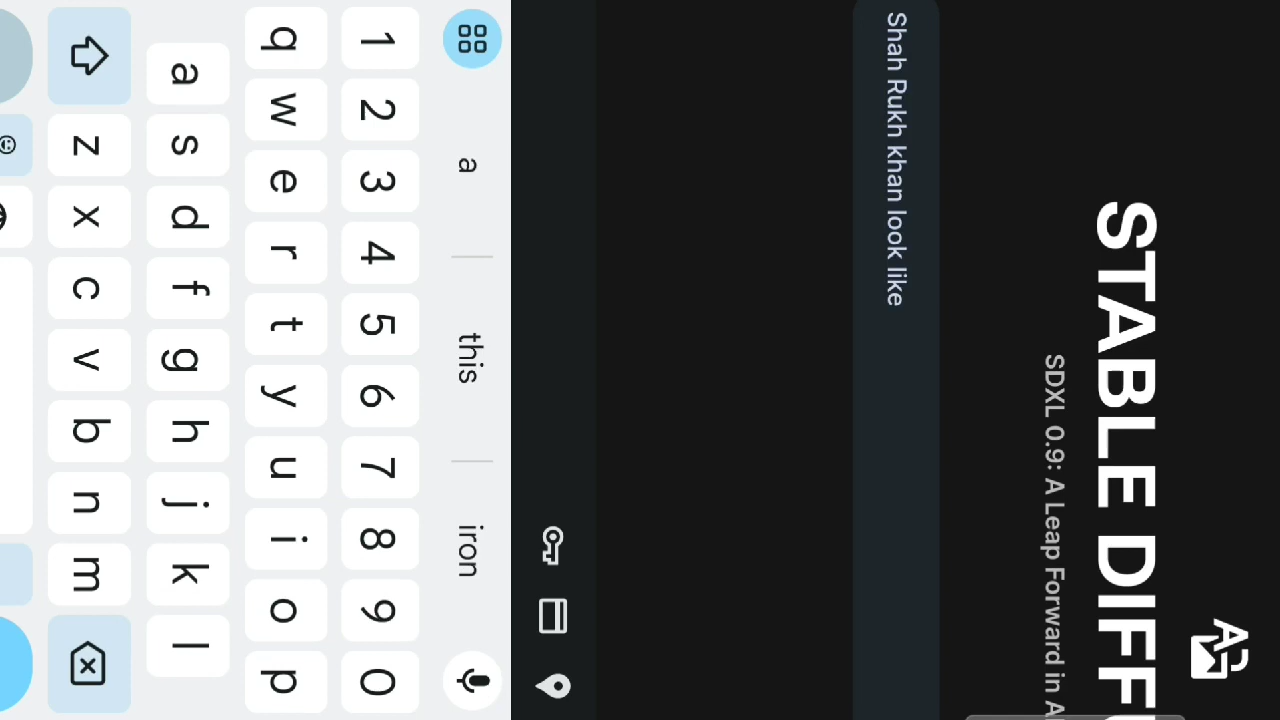 STABLE DIFF
SDXL 0.9: A Leap Forward in A
Shah Rukh khan look like
a this iron
1 2 3 4 5 6 7 8 9 0
q w e r t y u i o p
a s d f g h j k l
z x c v b n m